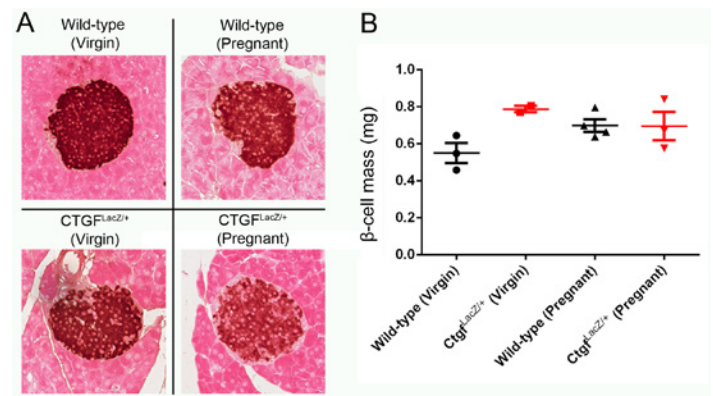 A
Wild-type
(Virgin)
Wild-type
(Pregnant)
CTGFLacZ/+
(Virgin)
CTGFLacZ/+
(Pregnant)
B
β-cell mass (mg)
1.0
0.8
0.6
0.4
0.2
0.0
Wild-type (Virgin)
CtgfLacZ/+ (Virgin)
Wild-type (Pregnant)
CtgfLacZ/+ (Pregnant)